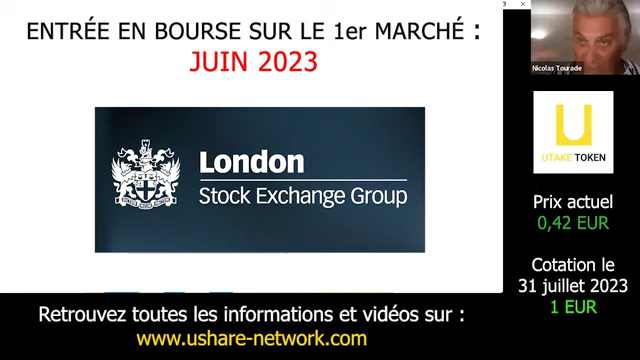 ENTRÉE EN BOURSE SUR LE 1er MARCHÉ :
JUIN 2023
London
Stock Exchange Group
Nicolas Tourade
UTAKE TOKEN
Prix actuel
0,42 EUR
Cotation le
31 juillet 2023
1 EUR
Retrouvez toutes les informations et vidéos sur :
www.ushare-network.com